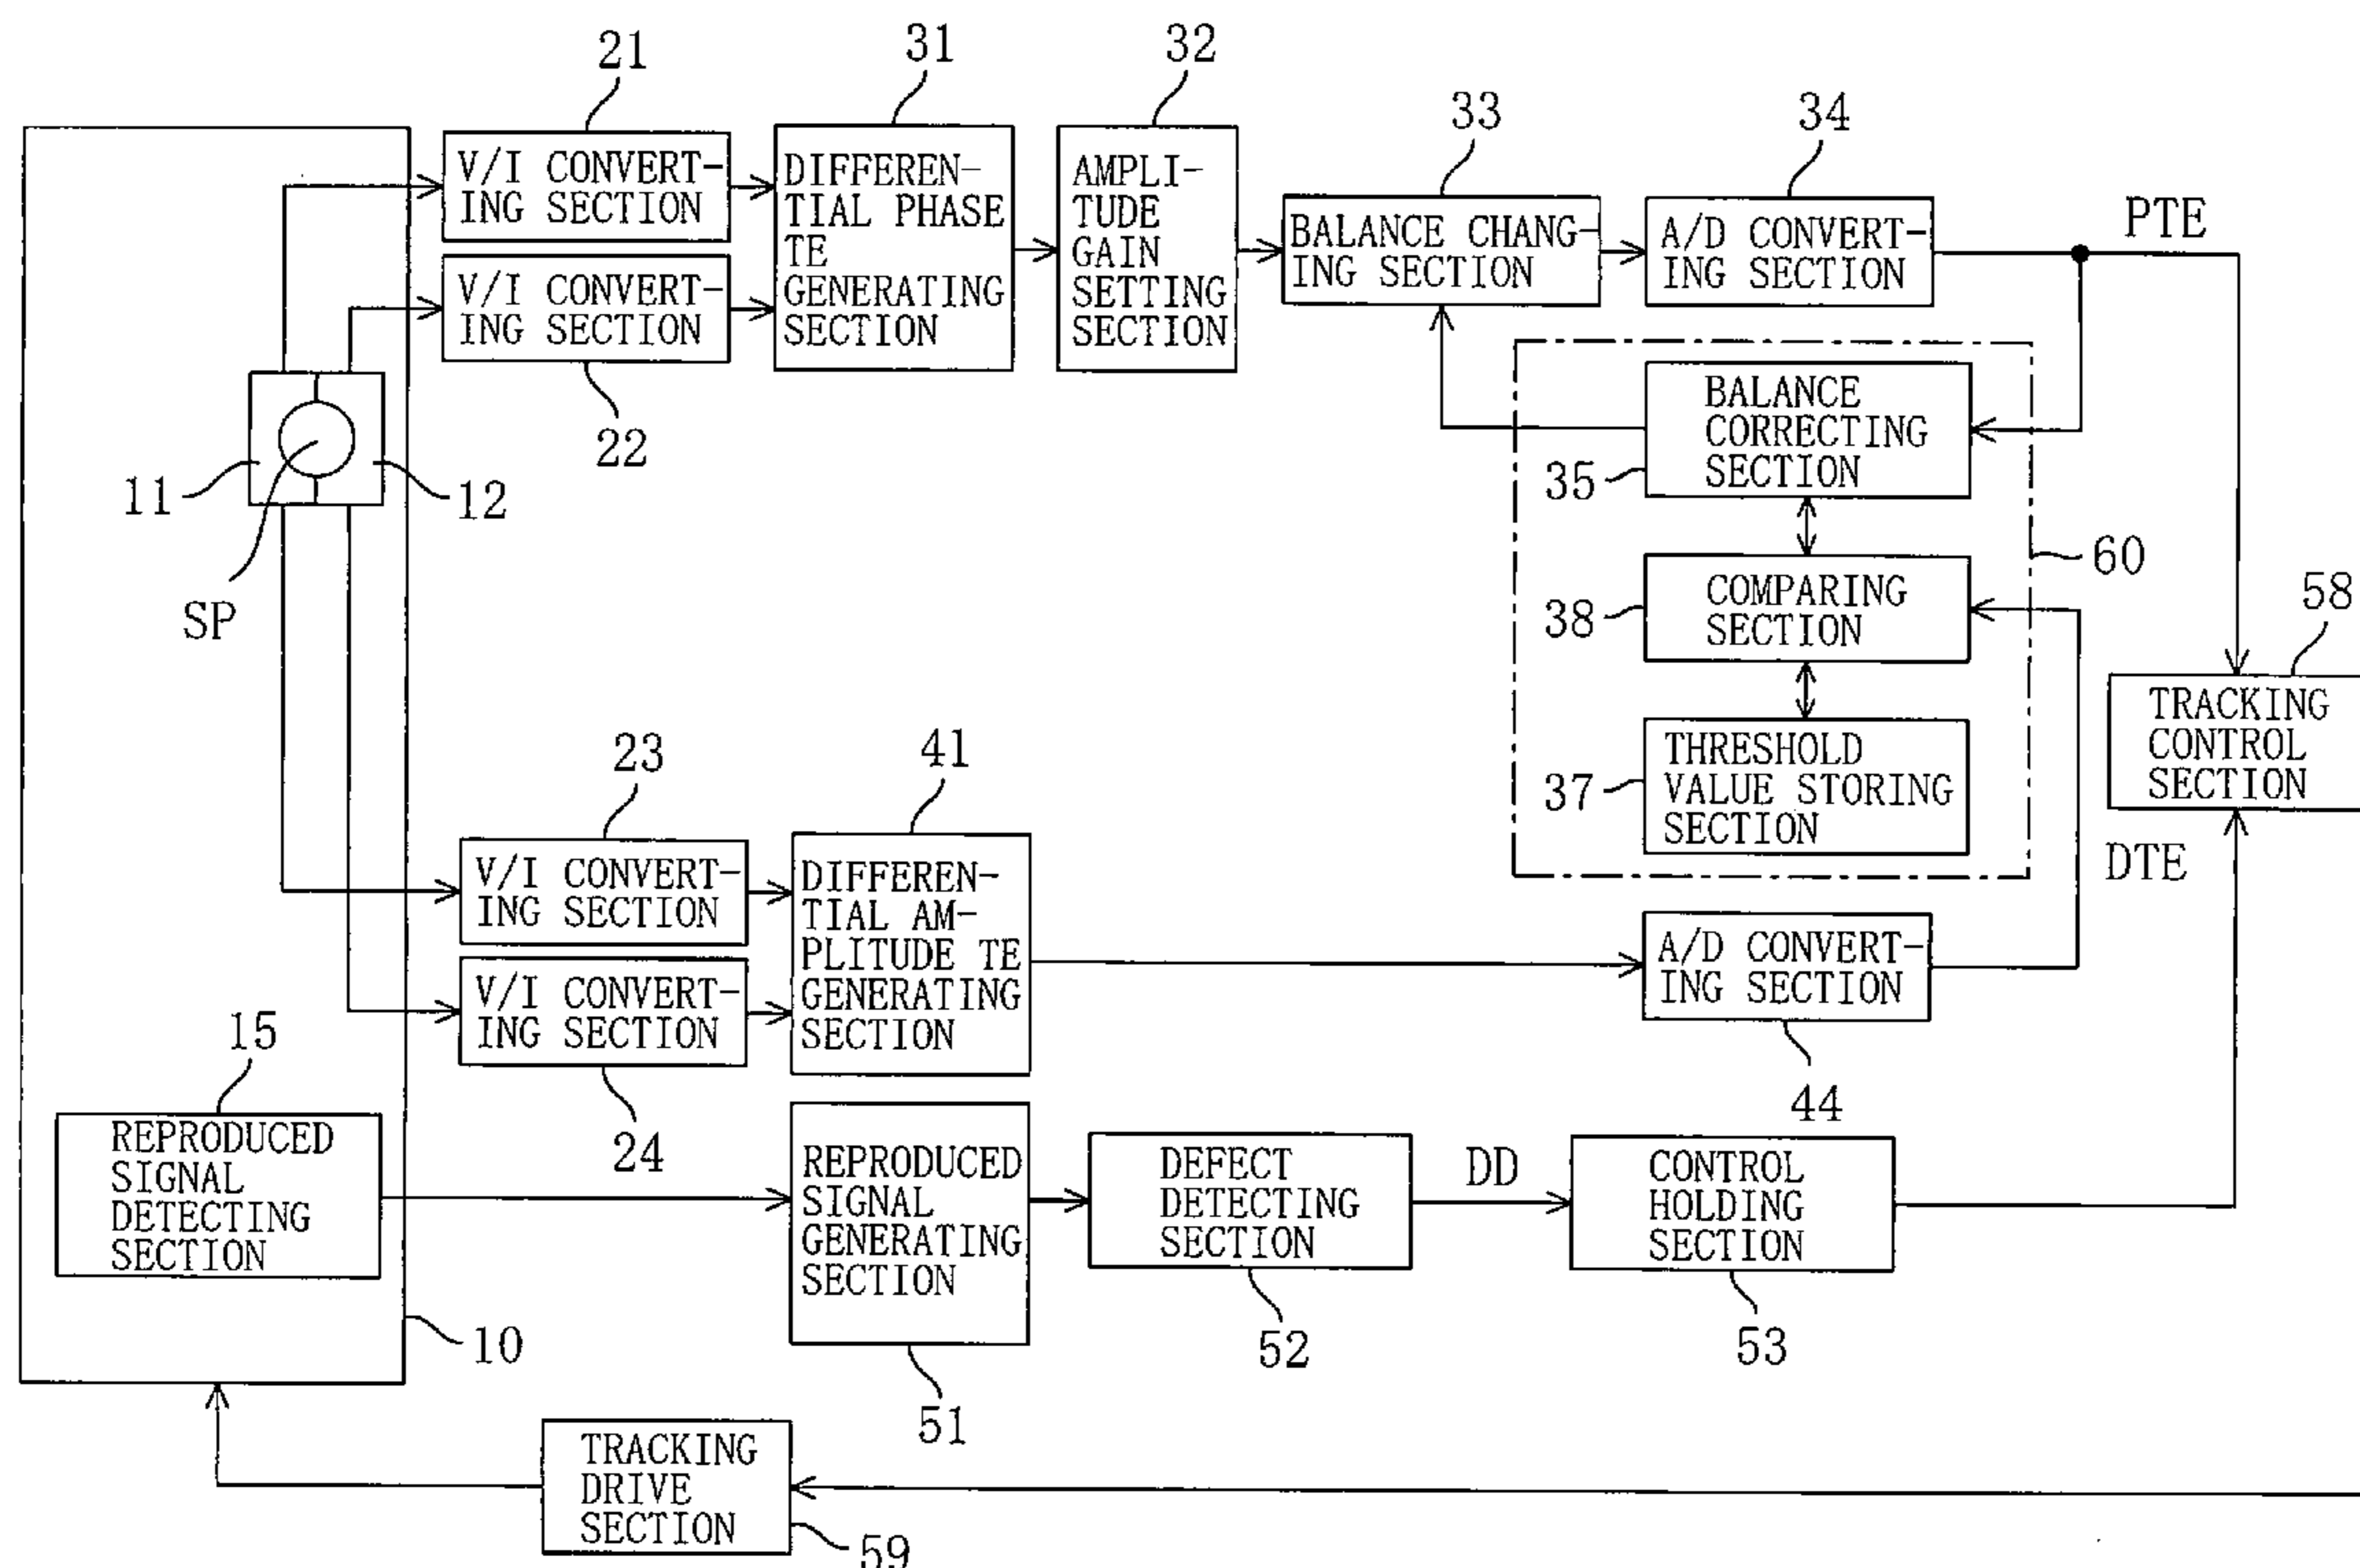 21
31
32
33
34
V/I CONVERT-
ING SECTION
V/I CONVERT-
ING SECTION
22
DIFFEREN-
TIAL PHASE
TE
GENERATING
SECTION
AMPLI-
TUDE
GAIN
SETTING
SECTION
BALANCE CHANG-
ING SECTION
A/D CONVERT-
ING SECTION
PTE
BALANCE
CORRECTING
SECTION
35
11
12
SP
60
COMPARING
SECTION
38
58
TRACKING
CONTROL
SECTION
THRESHOLD
VALUE STORING
SECTION
37
DTE
23
41
V/I CONVERT-
ING SECTION
V/I CONVERT-
ING SECTION
24
DIFFEREN-
TIAL AM-
PLITUDE TE
GENERATING
SECTION
A/D CONVERT-
ING SECTION
44
15
REPRODUCED
SIGNAL
DETECTING
SECTION
10
REPRODUCED
SIGNAL
GENERATING
SECTION
51
DEFECT
DETECTING
SECTION
52
DD
CONTROL
HOLDING
SECTION
53
TRACKING
DRIVE
SECTION
59